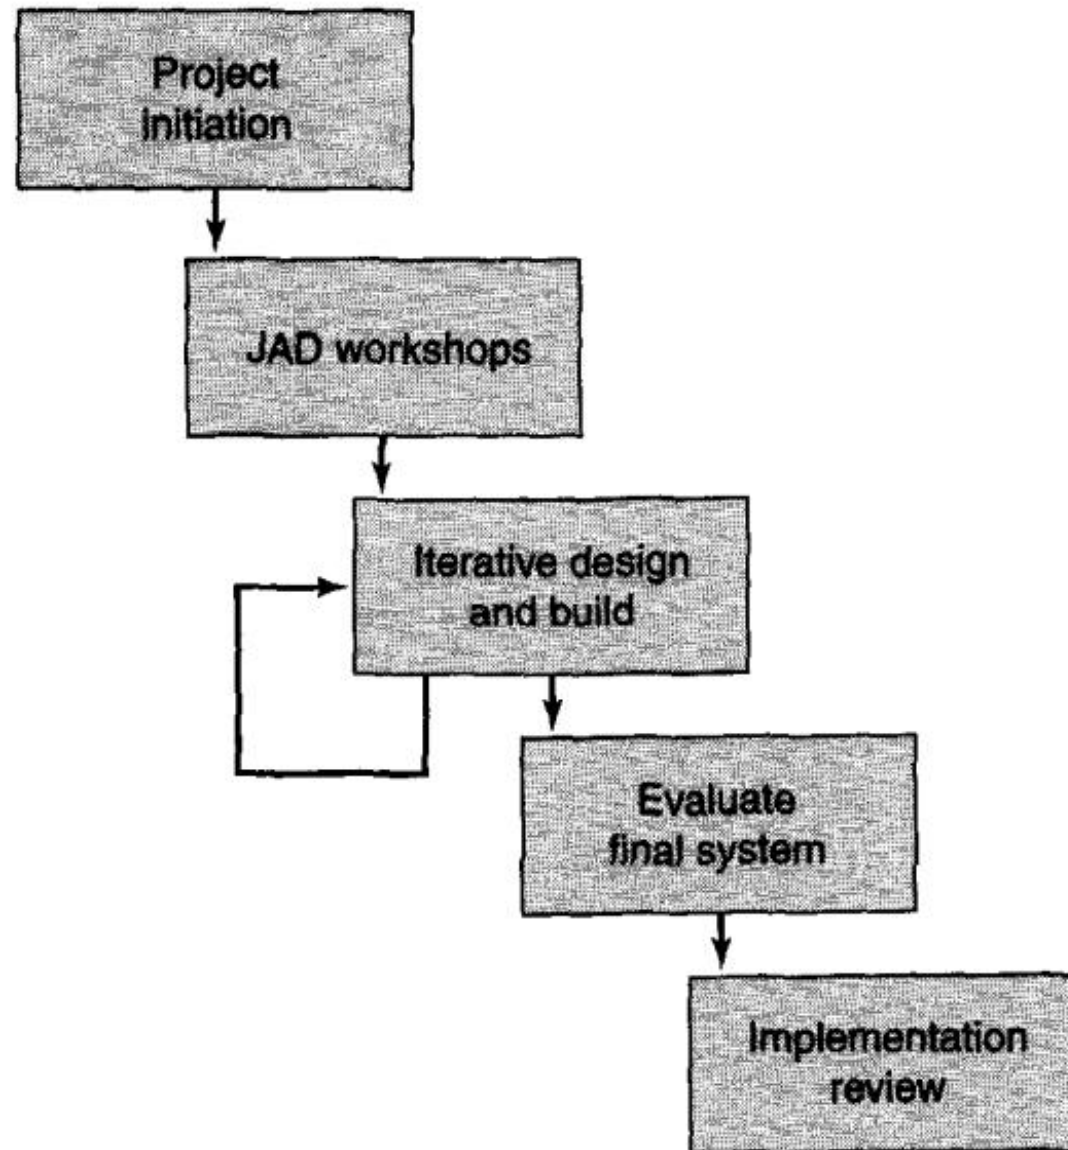 Project
initiation
JAD workshops
Iterative design
and build
Evaluate
final system
Implementation
review